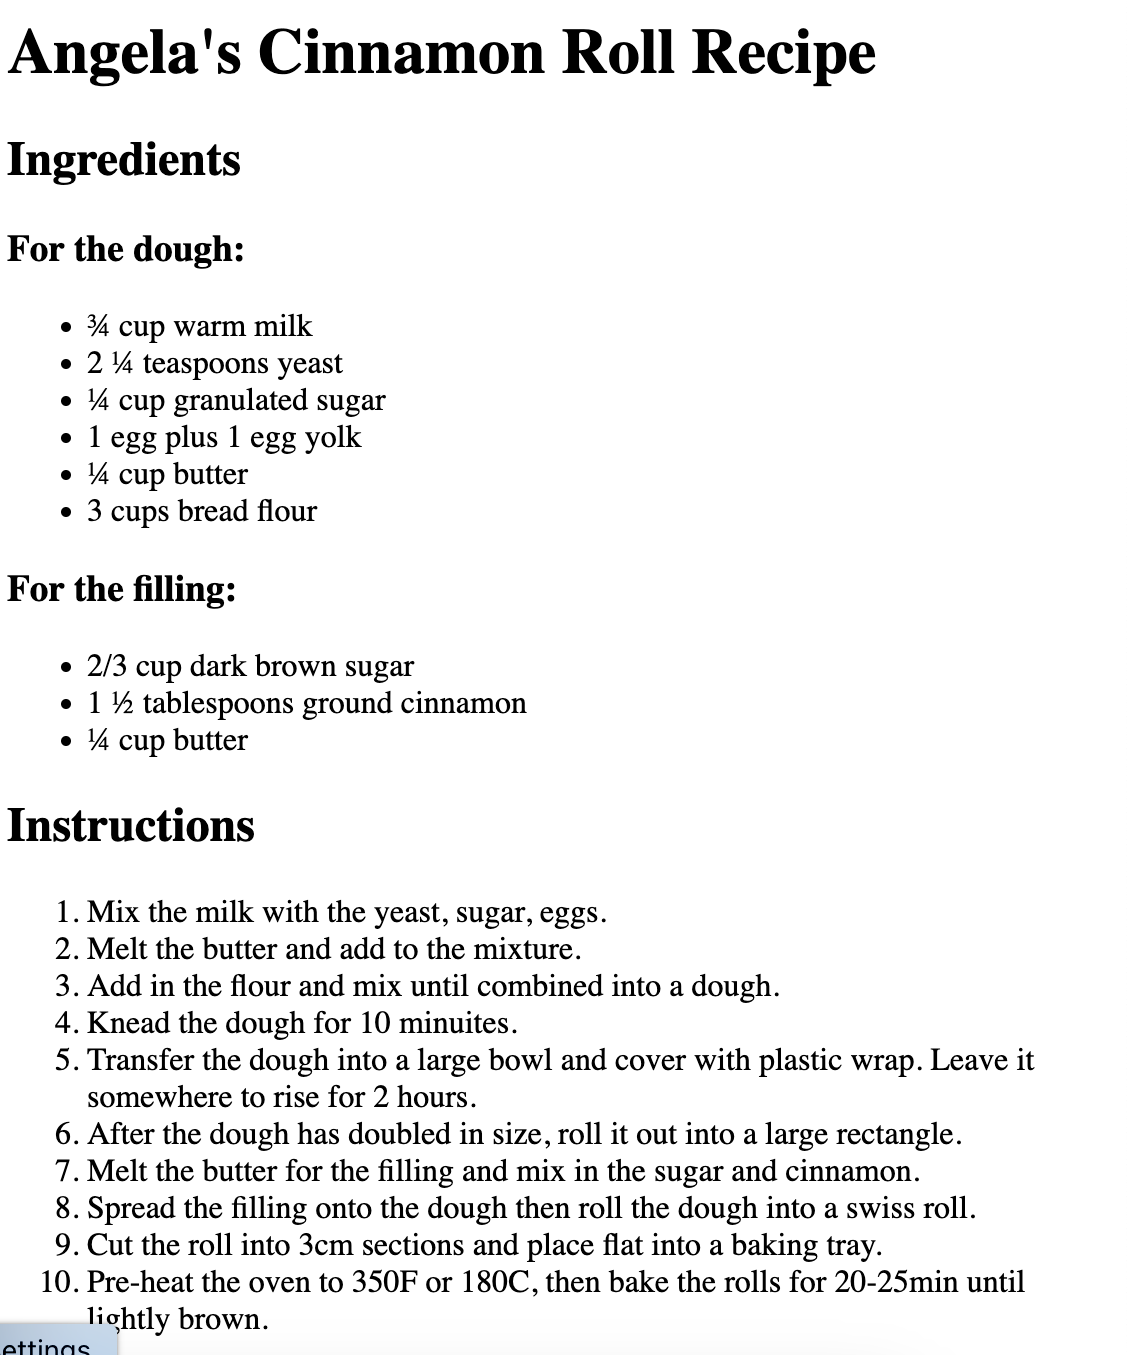 Angela's Cinnamon Roll Recipe
Ingredients
For the dough:
• ¾ cup warm milk
• 2 ¼ teaspoons yeast
• ¼ cup granulated sugar
• 1 egg plus 1 egg yolk
• ¼ cup butter
• 3 cups bread flour
For the filling:
• 2/3 cup dark brown sugar
• 1 ½ tablespoons ground cinnamon
• ¼ cup butter
Instructions
1. Mix the milk with the yeast, sugar, eggs.
2. Melt the butter and add to the mixture.
3. Add in the flour and mix until combined into a dough.
4. Knead the dough for 10 minuites.
5. Transfer the dough into a large bowl and cover with plastic wrap. Leave it
somewhere to rise for 2 hours.
6. After the dough has doubled in size, roll it out into a large rectangle.
7. Melt the butter for the filling and mix in the sugar and cinnamon.
8. Spread the filling onto the dough then roll the dough into a swiss roll.
9. Cut the roll into 3cm sections and place flat into a baking tray.
10. Pre-heat the oven to 350F or 180C, then bake the rolls for 20-25min until
lightly brown.
ettings